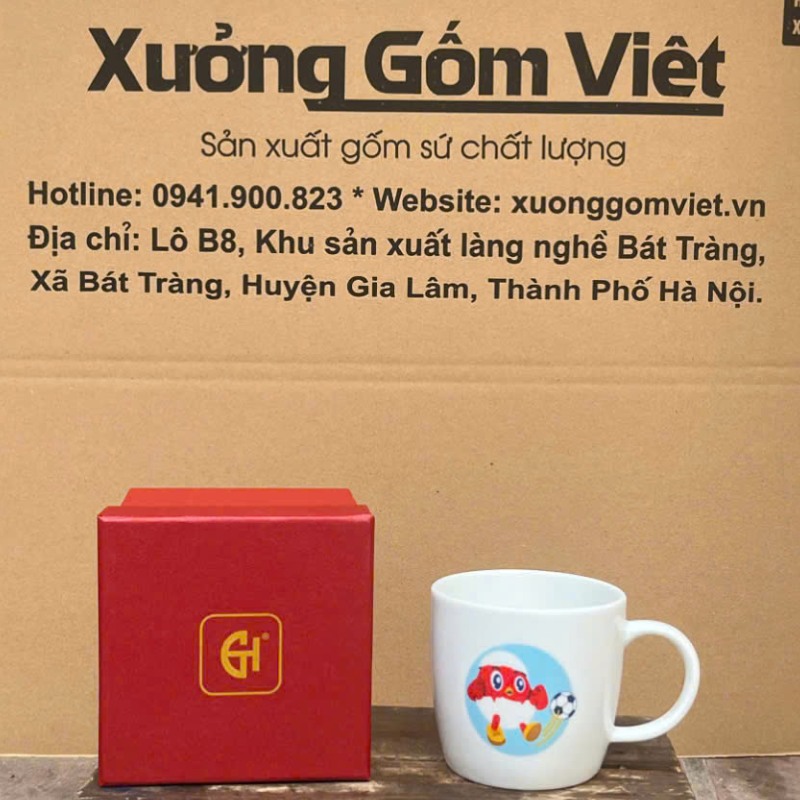 Xưởng Gốm Việt
Sản xuất gốm sứ chất lượng
Hotline: 0941.900.823 * Website: xuonggomviet.vn
Địa chỉ: Lô B8, Khu sản xuất làng nghề Bát Tràng,
Xã Bát Tràng, Huyện Gia Lâm, Thành Phố Hà Nội.
GH®